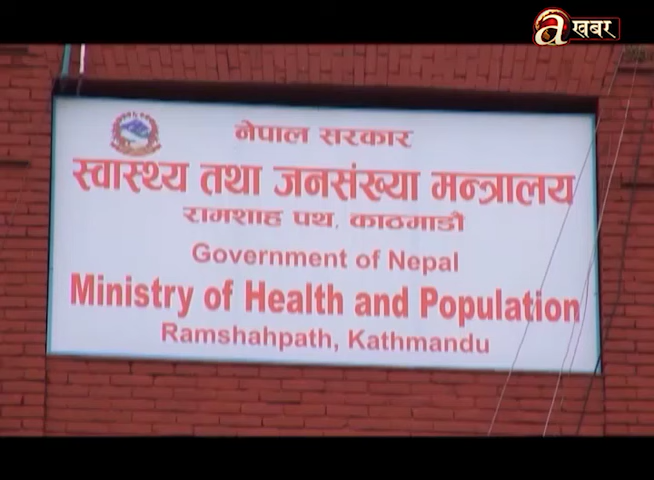 a खबर
नेपाल सरकार
स्वास्थ्य तथा जनसंख्या मन्त्रालय
रामशाह पथ, काठमाडौं
Government of Nepal
Ministry of Health and Population
Ramshahpath, Kathmandu